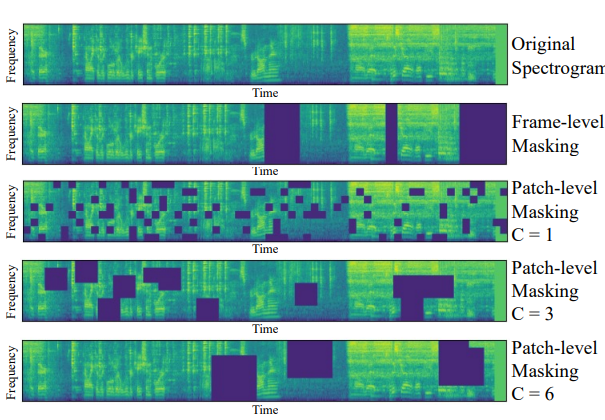 Frequency
Original
Spectrogram
Time
Frequency
Frame-level
Masking
Time
Frequency
Patch-level
Masking
C = 1
Time
Frequency
Patch-level
Masking
C = 3
Time
Frequency
Patch-level
Masking
C = 6
Time